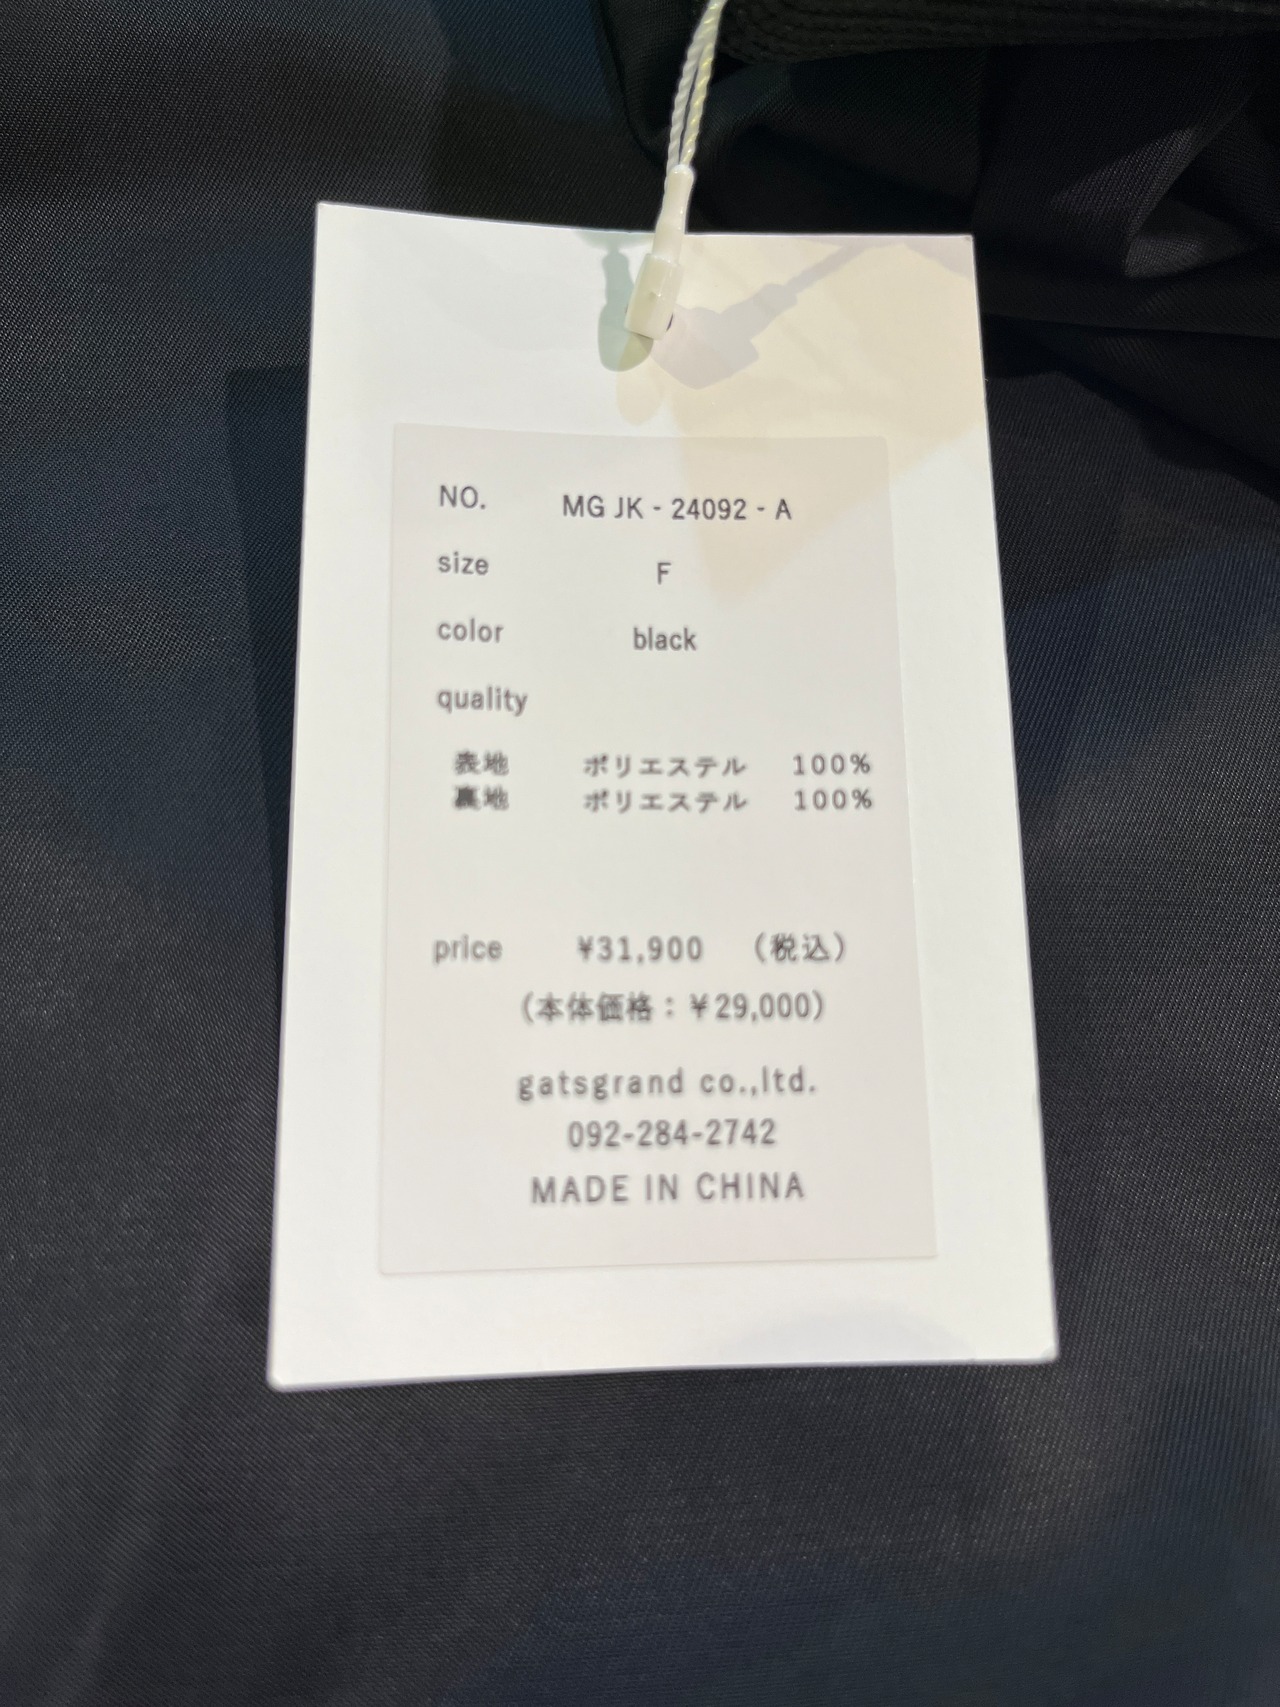 NO. MG JK - 24092 - A
size F
color black
quality
表地 ポリエステル 100%
裏地 ポリエステル 100%
price ¥31,900 (税込)
(本体価格：¥29,000)
gatsgrand co.,ltd.
092-284-2742
MADE IN CHINA